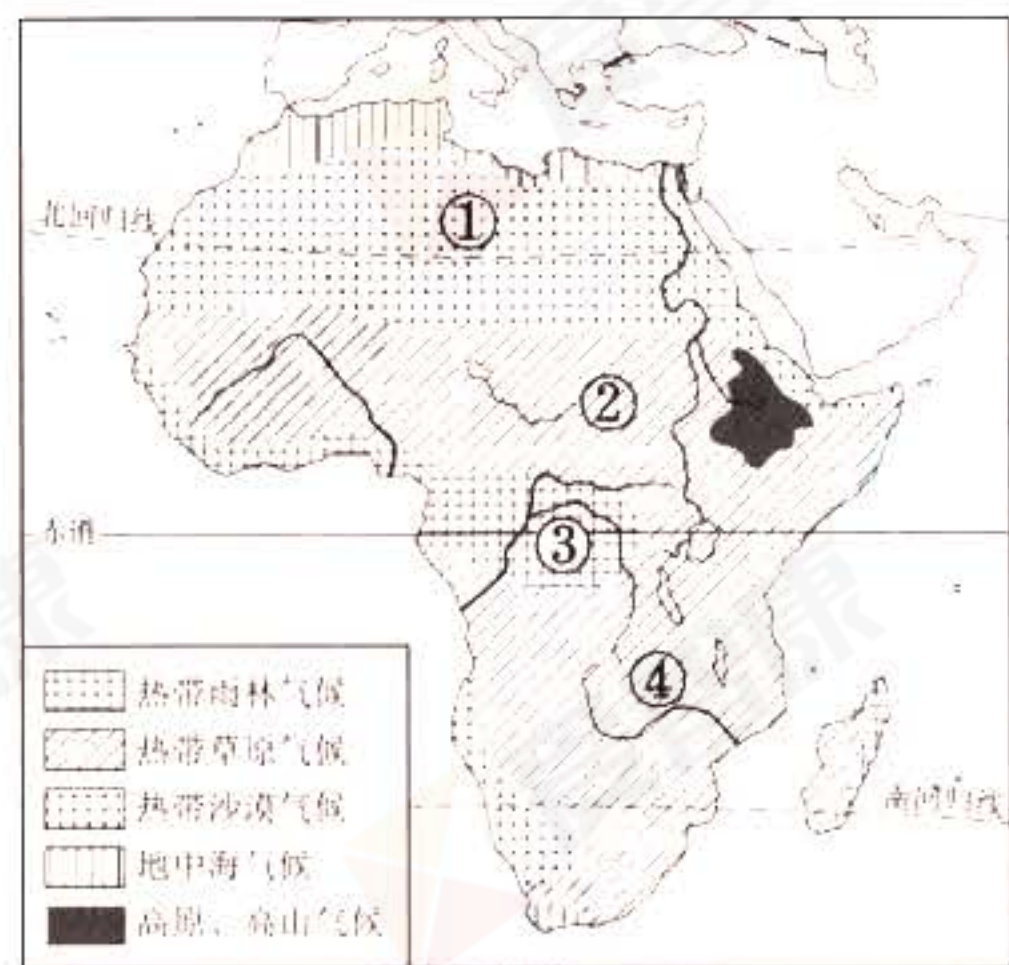 ①
北回归线
②
赤道
③
④
南回归线
热带雨林气候
热带草原气候
热带沙漠气候
地中海气候
高原、高山气候